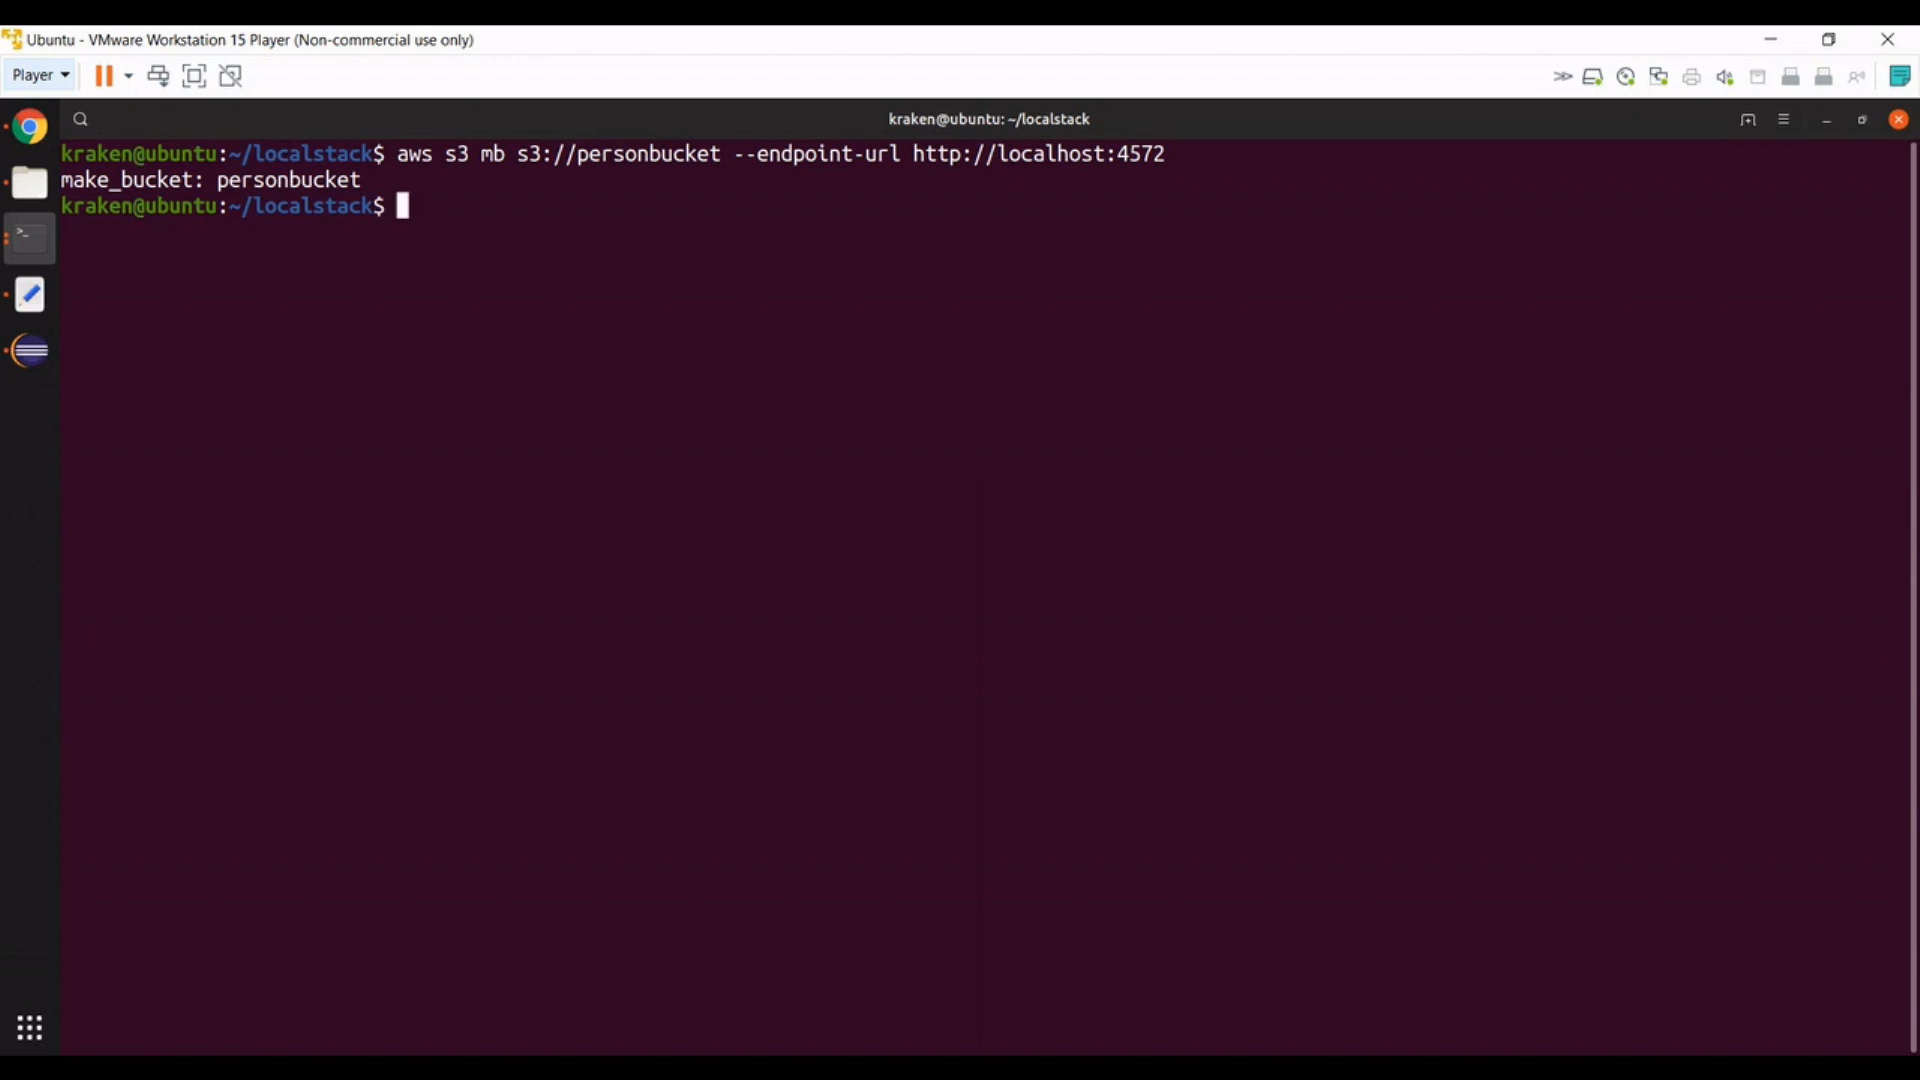 Ubuntu - VMware Workstation 15 Player (Non-commercial use only)
Player
kraken@ubuntu: ~/localstack
kraken@ubuntu:~/localstack$ aws s3 mb s3://personbucket --endpoint-url http://localhost:4572
make_bucket: personbucket
kraken@ubuntu:~/localstack$